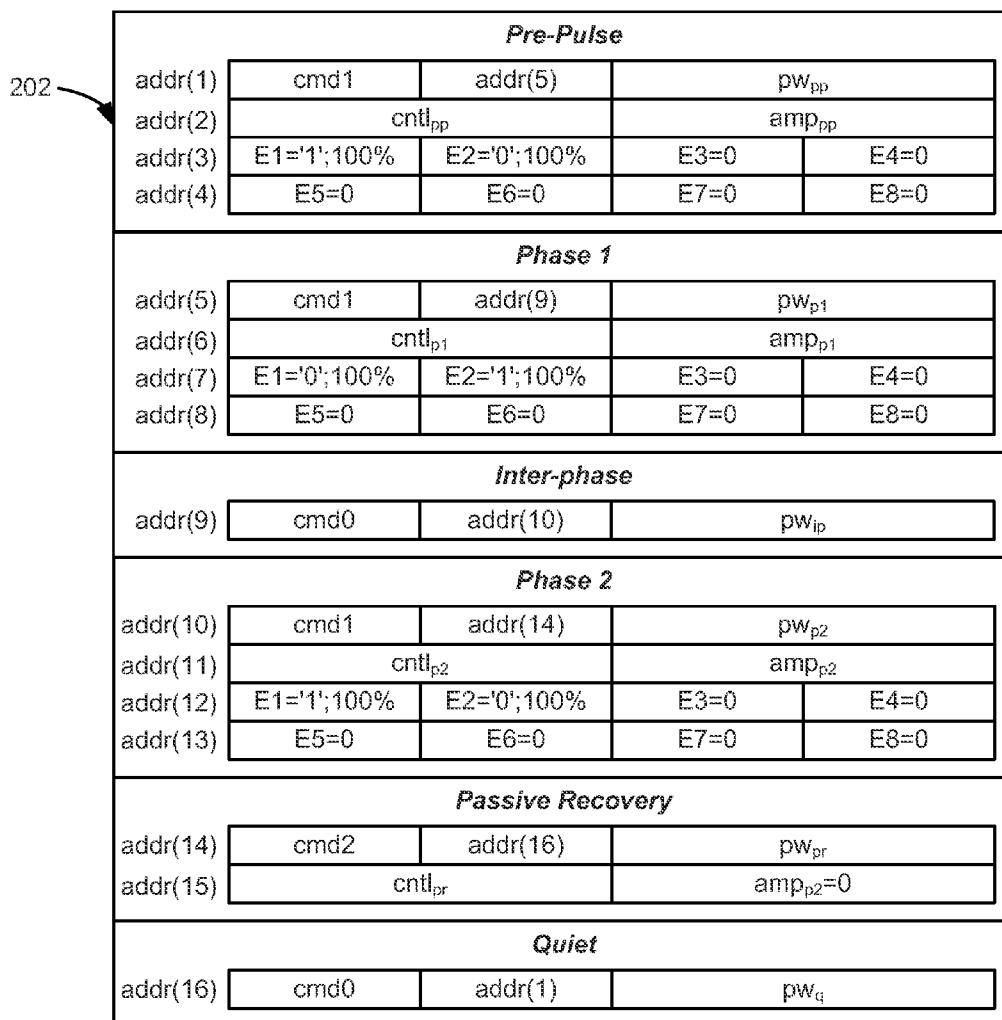 Pre-Pulse
202
addr(1) cmd1 addr(5) pwpp
addr(2) cntlpp amppp
addr(3) E1='1';100% E2='0';100% E3=0 E4=0
addr(4) E5=0 E6=0 E7=0 E8=0
Phase 1
addr(5) cmd1 addr(9) pwp1
addr(6) cntlp1 ampp1
addr(7) E1='0';100% E2='1';100% E3=0 E4=0
addr(8) E5=0 E6=0 E7=0 E8=0
Inter-phase
addr(9) cmd0 addr(10) pwip
Phase 2
addr(10) cmd1 addr(14) pwp2
addr(11) cntlp2 ampp2
addr(12) E1='1';100% E2='0';100% E3=0 E4=0
addr(13) E5=0 E6=0 E7=0 E8=0
Passive Recovery
addr(14) cmd2 addr(16) pwpr
addr(15) cntlpr ampp2=0
Quiet
addr(16) cmd0 addr(1) pwq